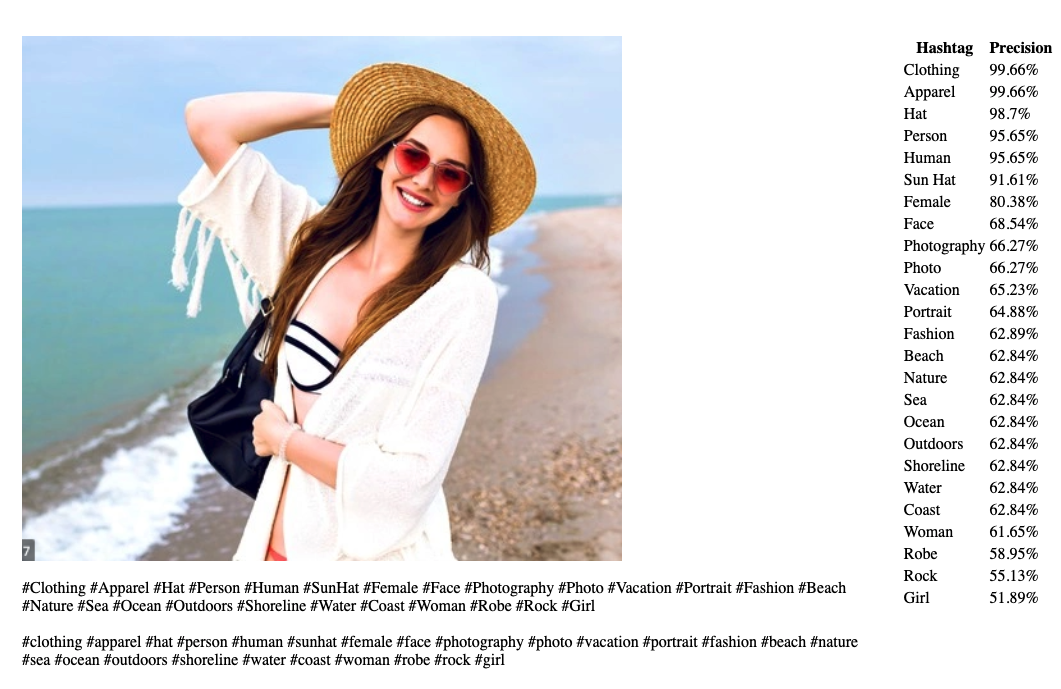 Hashtag Precision
Clothing 99.66%
Apparel 99.66%
Hat 98.7%
Person 95.65%
Human 95.65%
Sun Hat 91.61%
Female 80.38%
Face 68.54%
Photography 66.27%
Photo 66.27%
Vacation 65.23%
Portrait 64.88%
Fashion 62.89%
Beach 62.84%
Nature 62.84%
Sea 62.84%
Ocean 62.84%
Outdoors 62.84%
Shoreline 62.84%
Water 62.84%
Coast 62.84%
Woman 61.65%
Robe 58.95%
Rock 55.13%
Girl 51.89%
7
#Clothing #Apparel #Hat #Person #Human #SunHat #Female #Face #Photography #Photo #Vacation #Portrait #Fashion #Beach
#Nature #Sea #Ocean #Outdoors #Shoreline #Water #Coast #Woman #Robe #Rock #Girl
#clothing #apparel #hat #person #human #sunhat #female #face #photography #photo #vacation #portrait #fashion #beach #nature
#sea #ocean #outdoors #shoreline #water #coast #woman #robe #rock #girl